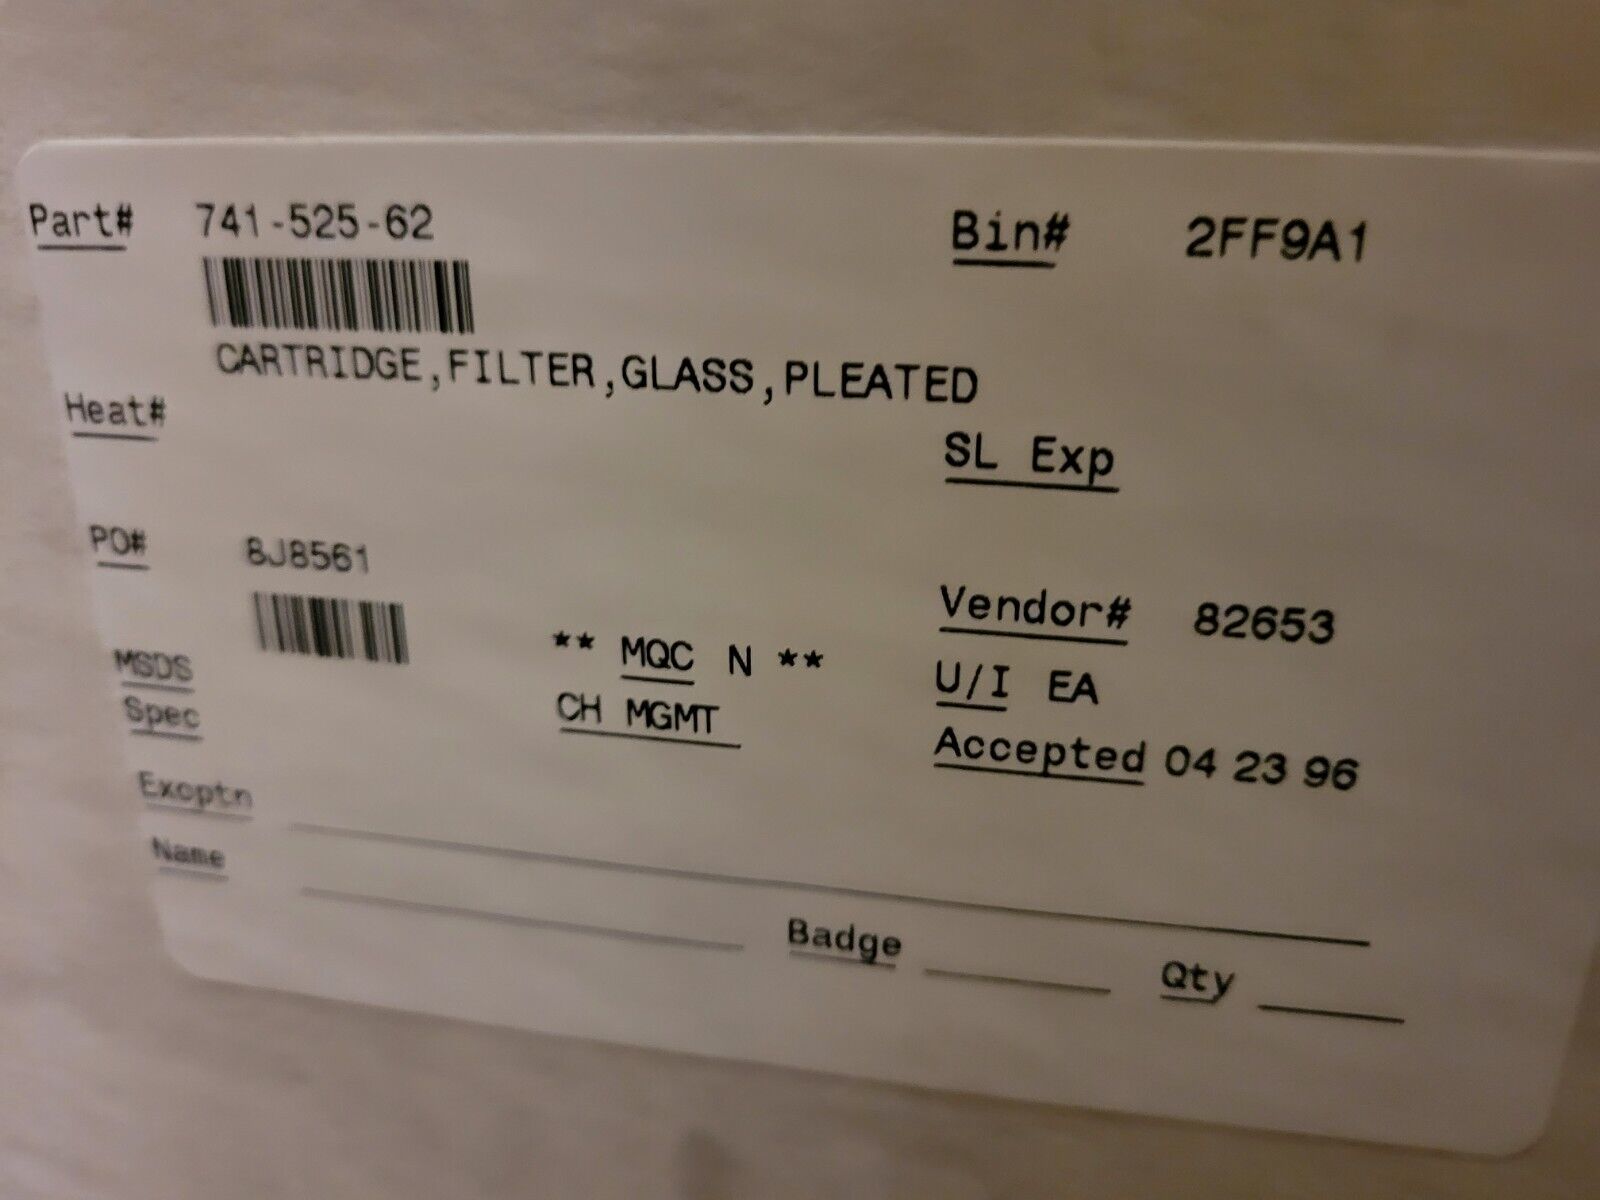 Part# 741-525-62 Bin# 2FF9A1
CARTRIDGE,FILTER,GLASS,PLEATED
Heat#
SL Exp
PO# 8J8561
Vendor# 82653
MSDS ** MQC N ** U/I EA
Spec CH MGMT Accepted 04 23 96
Excptn
Name
Badge Qty